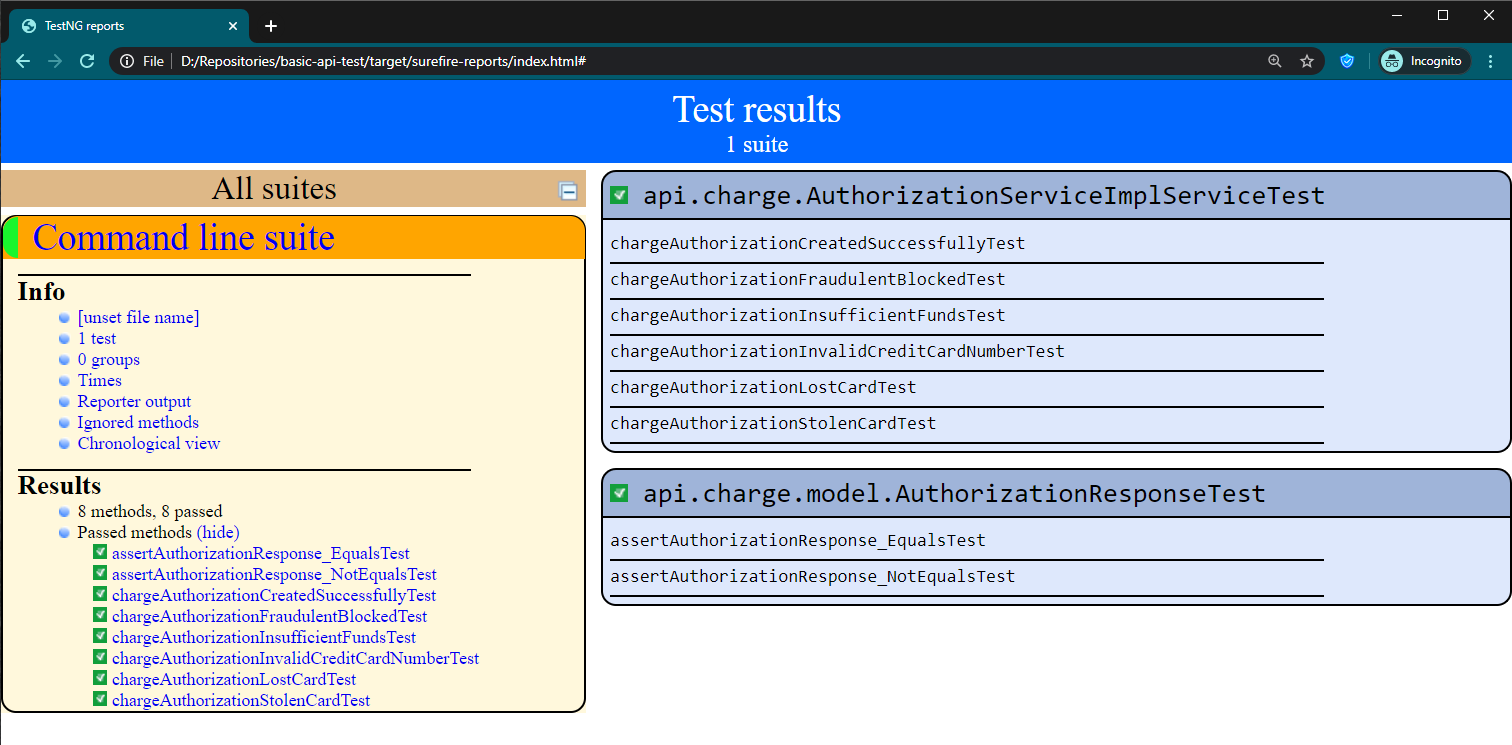 TestNG reports
File
D:/Repositories/basic-api-test/target/surefire-reports/index.html#
Incognito
Test results
1 suite
All suites
Command line suite
Info
[unset file name]
1 test
0 groups
Times
Reporter output
Ignored methods
Chronological view
Results
8 methods, 8 passed
Passed methods (hide)
assertAuthorizationResponse_EqualsTest
assertAuthorizationResponse_NotEqualsTest
chargeAuthorizationCreatedSuccessfullyTest
chargeAuthorizationFraudulentBlockedTest
chargeAuthorizationInsufficientFundsTest
chargeAuthorizationInvalidCreditCardNumberTest
chargeAuthorizationLostCardTest
chargeAuthorizationStolenCardTest
api.charge.AuthorizationServiceImplServiceTest
chargeAuthorizationCreatedSuccessfullyTest
chargeAuthorizationFraudulentBlockedTest
chargeAuthorizationInsufficientFundsTest
chargeAuthorizationInvalidCreditCardNumberTest
chargeAuthorizationLostCardTest
chargeAuthorizationStolenCardTest
api.charge.model.AuthorizationResponseTest
assertAuthorizationResponse_EqualsTest
assertAuthorizationResponse_NotEqualsTest